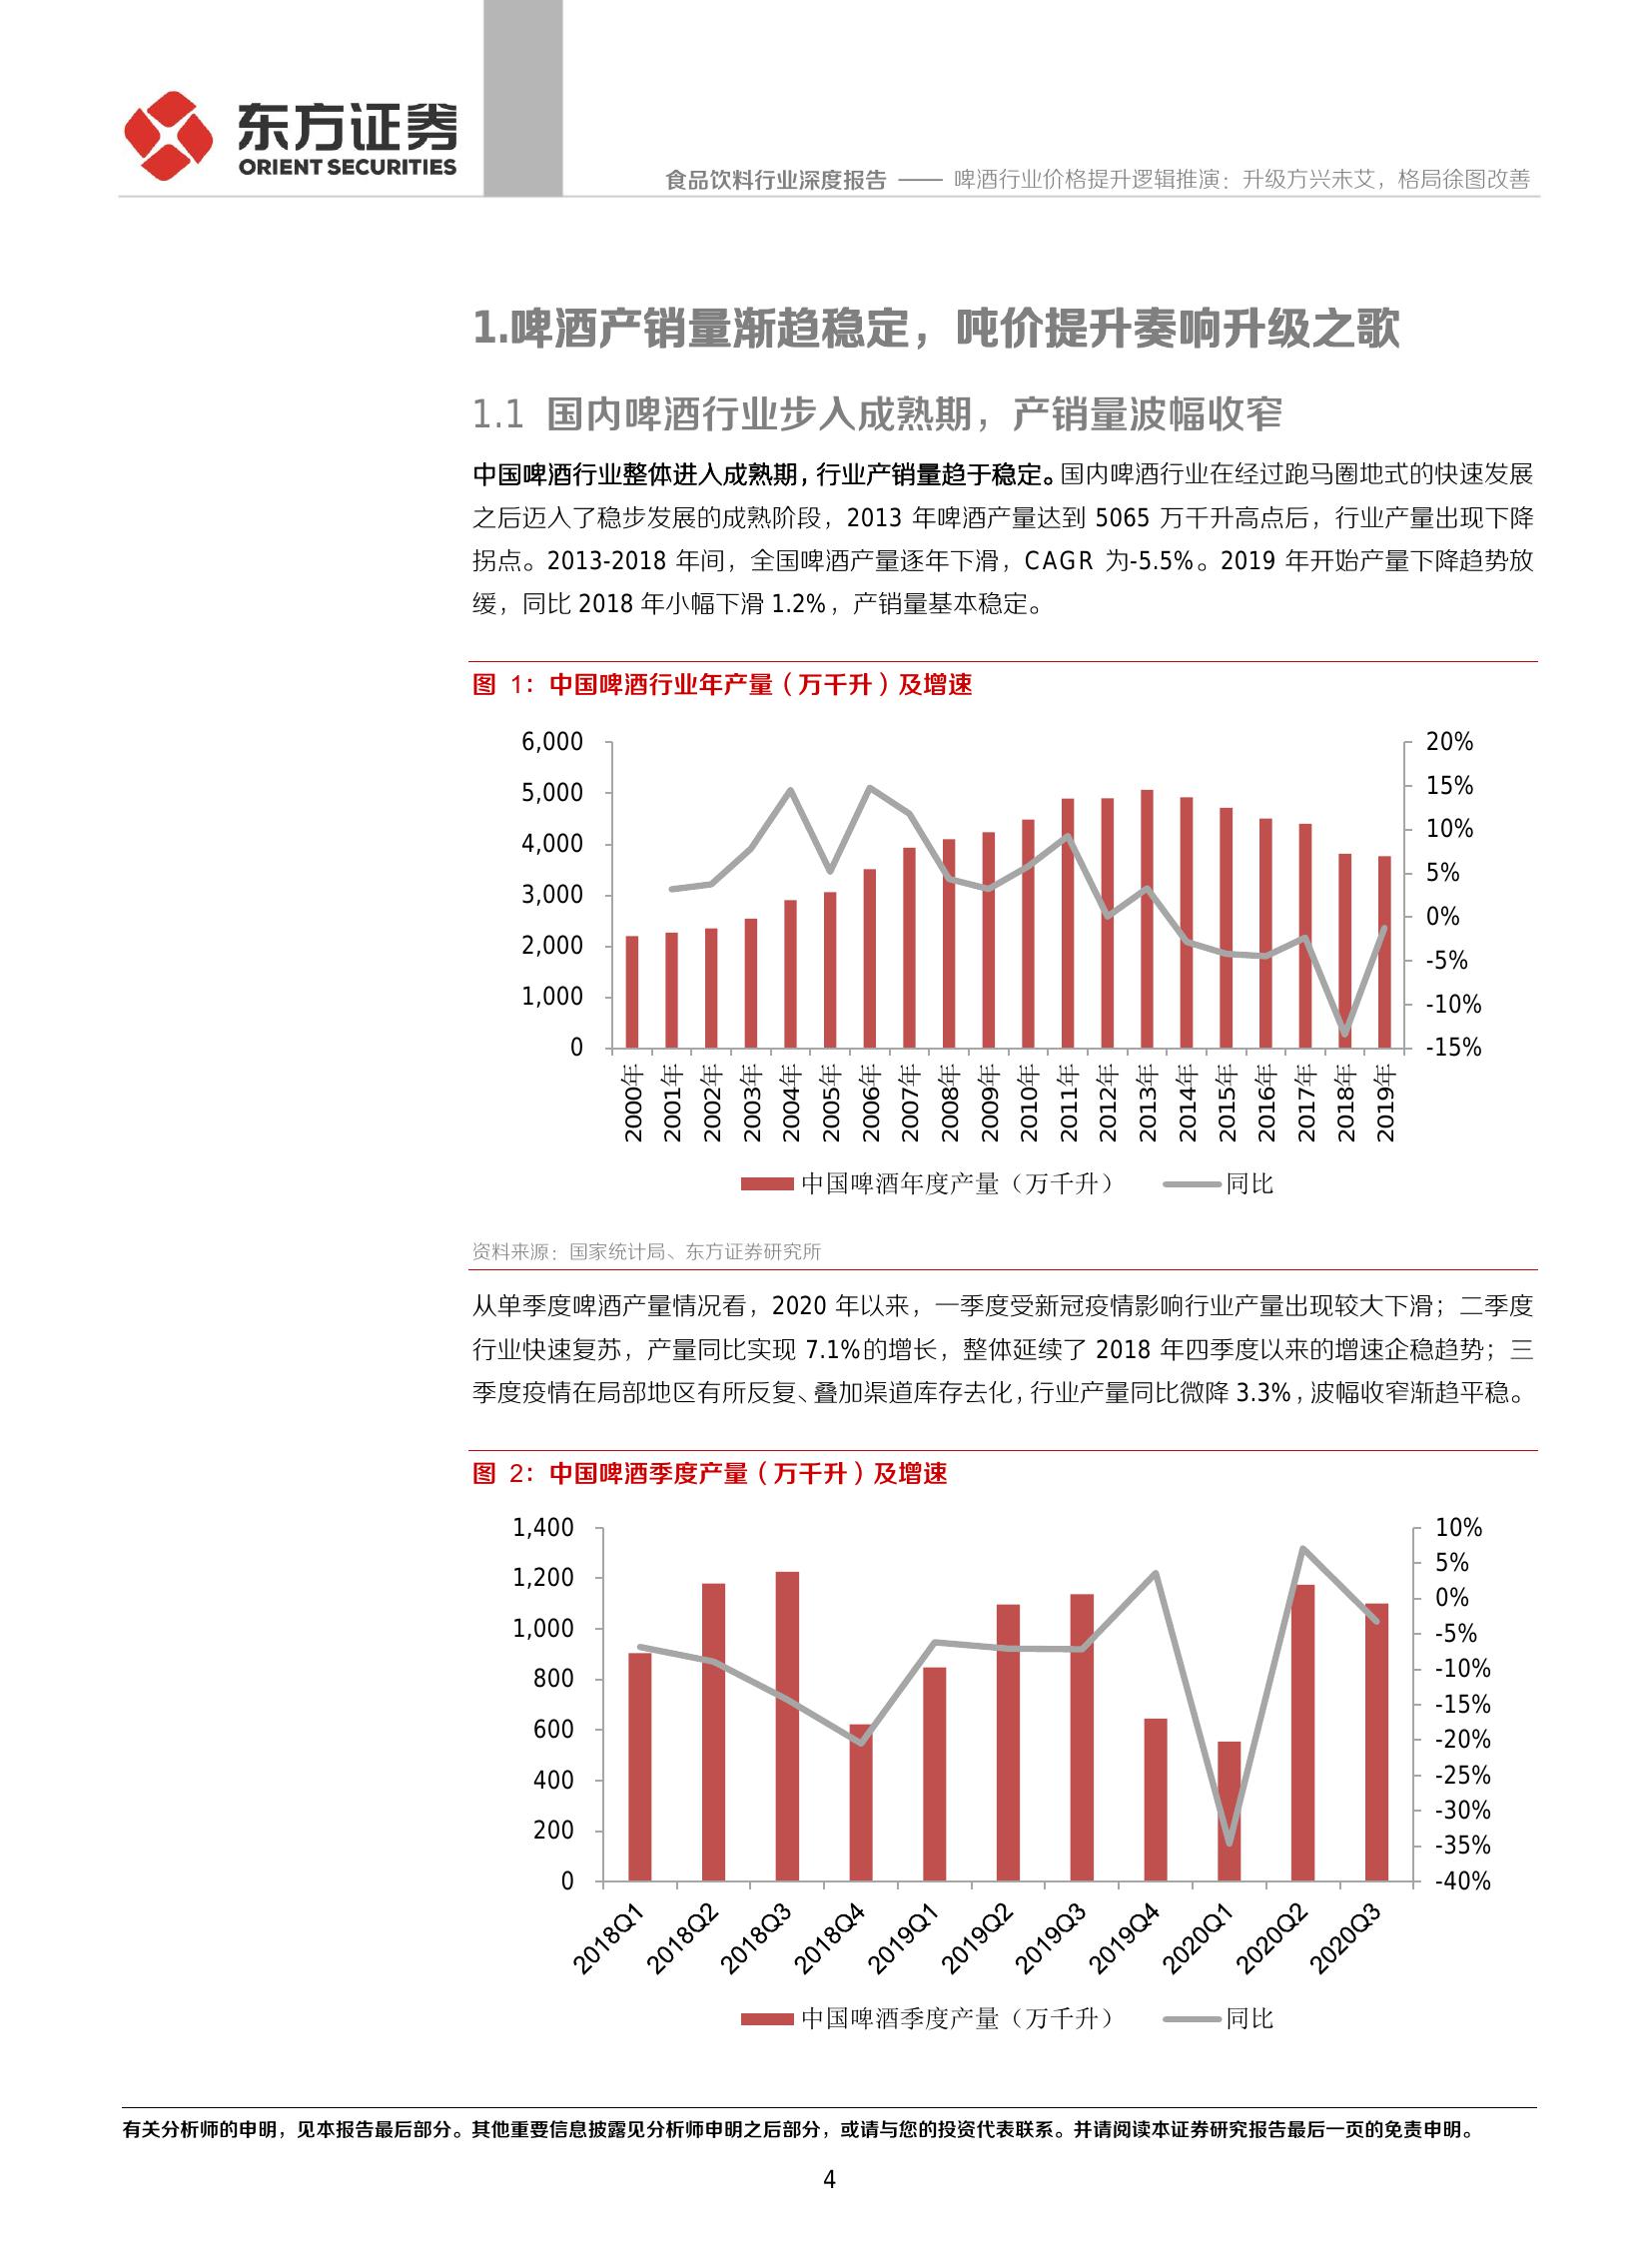 东方证券
ORIENT SECURITIES
食品饮料行业深度报告 —— 啤酒行业价格提升逻辑推演：升级方兴未艾，格局徐图改善
1.啤酒产销量渐趋稳定，吨价提升奏响升级之歌
1.1 国内啤酒行业步入成熟期，产销量波幅收窄
中国啤酒行业整体进入成熟期，行业产销量趋于稳定。国内啤酒行业在经过跑马圈地式的快速发展
之后迈入了稳步发展的成熟阶段，2013 年啤酒产量达到 5065 万千升高点后，行业产量出现下降
拐点。2013-2018 年间，全国啤酒产量逐年下滑，CAGR 为-5.5%。2019 年开始产量下降趋势放
缓，同比 2018 年小幅下滑 1.2%，产销量基本稳定。
图 1：中国啤酒行业年产量（万千升）及增速
6,000
5,000
4,000
3,000
2,000
1,000
0
20%
15%
10%
5%
0%
-5%
-10%
-15%
2000年
2001年
2002年
2003年
2004年
2005年
2006年
2007年
2008年
2009年
2010年
2011年
2012年
2013年
2014年
2015年
2016年
2017年
2018年
2019年
中国啤酒年度产量（万千升）
同比
资料来源：国家统计局、东方证券研究所
从单季度啤酒产量情况看，2020 年以来，一季度受新冠疫情影响行业产量出现较大下滑；二季度
行业快速复苏，产量同比实现 7.1%的增长，整体延续了 2018 年四季度以来的增速企稳趋势；三
季度疫情在局部地区有所反复、叠加渠道库存去化，行业产量同比微降 3.3%，波幅收窄渐趋平稳。
图 2：中国啤酒季度产量（万千升）及增速
1,400
1,200
1,000
800
600
400
200
0
10%
5%
0%
-5%
-10%
-15%
-20%
-25%
-30%
-35%
-40%
2018Q1
2018Q2
2018Q3
2018Q4
2019Q1
2019Q2
2019Q3
2019Q4
2020Q1
2020Q2
2020Q3
中国啤酒季度产量（万千升）
同比
有关分析师的申明，见本报告最后部分。其他重要信息披露见分析师申明之后部分，或请与您的投资代表联系。并请阅读本证券研究报告最后一页的免责申明。
4